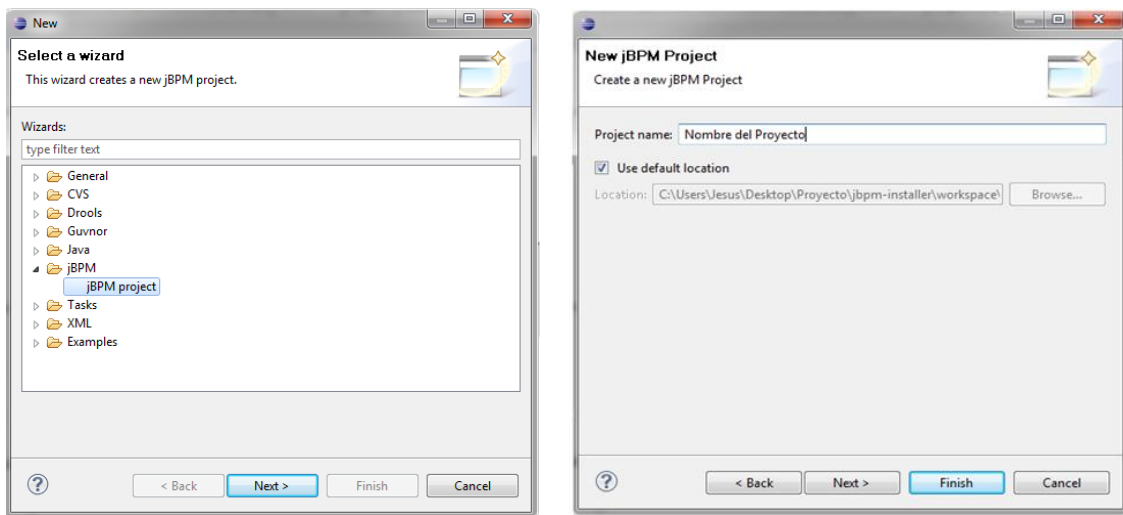 New
Select a wizard
This wizard creates a new jBPM project.
Wizards:
type filter text
General
CVS
Drools
Guvnor
Java
jBPM
jBPM project
Tasks
XML
Examples
?
< Back
Next >
Finish
Cancel
New jBPM Project
Create a new jBPM Project
Project name: Nombre del Proyecto
Use default location
Location: C:\Users\Jesus\Desktop\Proyecto\jbpm-installer\workspace\ Browse...
?
< Back
Next >
Finish
Cancel